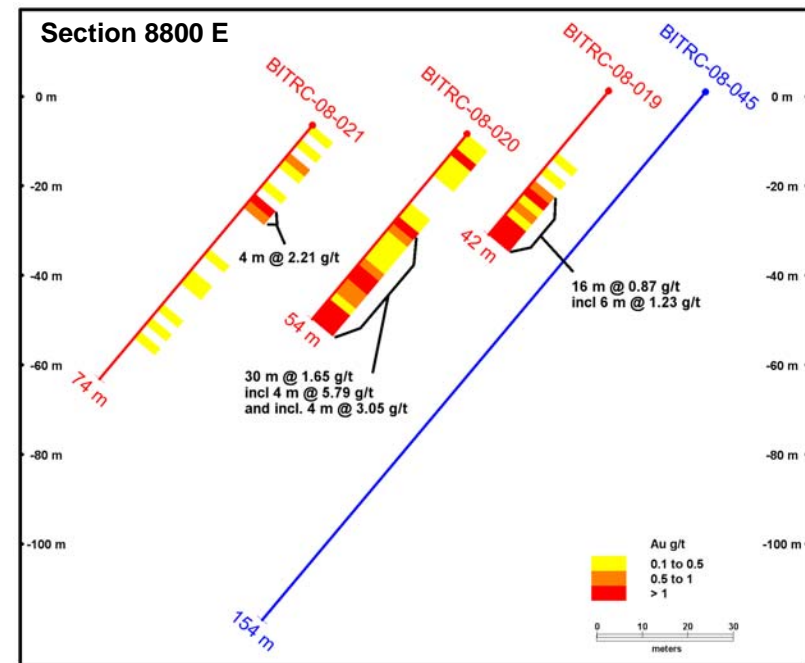 Section 8800 E
BITRC-08-021
BITRC-08-020
BITRC-08-019
BITRC-08-045
0 m
0 m
-20 m
-20 m
4 m @ 2.21 g/t
42 m
-40 m
-40 m
16 m @ 0.87 g/t
incl 6 m @ 1.23 g/t
54 m
-60 m
-60 m
74 m
30 m @ 1.65 g/t
incl 4 m @ 5.79 g/t
and incl. 4 m @ 3.05 g/t
-80 m
-80 m
-100 m
-100 m
Au g/t
0.1 to 0.5
0.5 to 1
> 1
154 m
0 10 20 30
meters